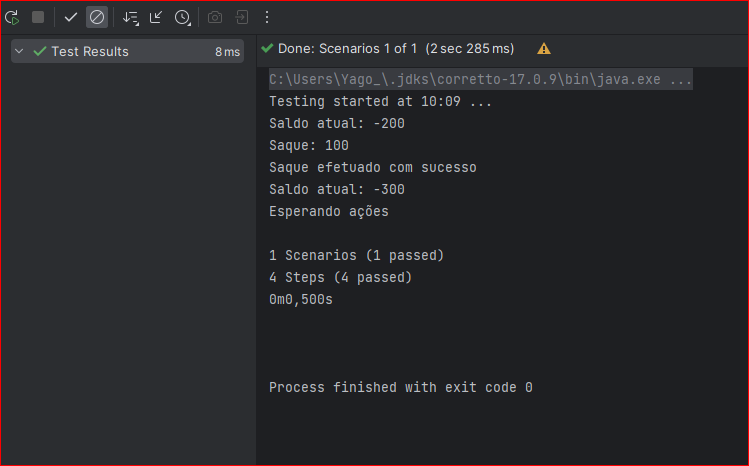 Test Results 8 ms
Done: Scenarios 1 of 1 (2 sec 285 ms)
C:\Users\Yago_\.jdks\corretto-17.0.9\bin\java.exe ...
Testing started at 10:09 ...
Saldo atual: -200
Saque: 100
Saque efetuado com sucesso
Saldo atual: -300
Esperando ações
1 Scenarios (1 passed)
4 Steps (4 passed)
0m0,500s
Process finished with exit code 0